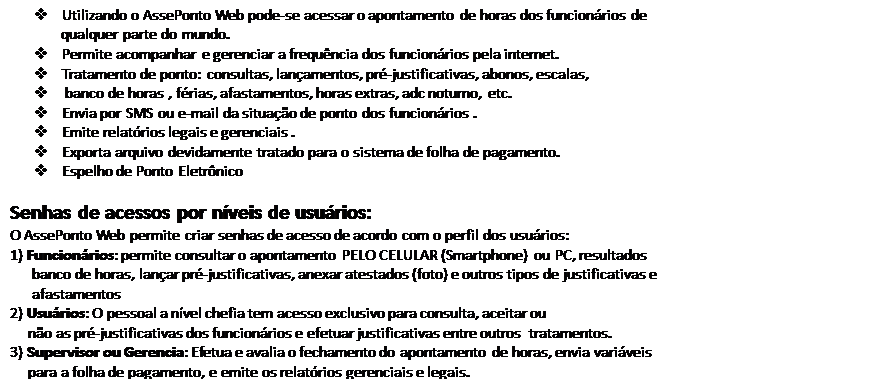 ❖ Utilizando o AssePonto Web pode-se acessar o apontamento de horas dos funcionários de
qualquer parte do mundo.
❖ Permite acompanhar e gerenciar a frequência dos funcionários pela internet.
❖ Tratamento de ponto: consultas, lançamentos, pré-justificativas, abonos, escalas,
❖ banco de horas , férias, afastamentos, horas extras, adc noturno, etc.
❖ Envia por SMS ou e-mail da situação de ponto dos funcionários .
❖ Emite relatórios legais e gerenciais .
❖ Exporta arquivo devidamente tratado para o sistema de folha de pagamento.
❖ Espelho de Ponto Eletrônico
Senhas de acessos por níveis de usuários:
O AssePonto Web permite criar senhas de acesso de acordo com o perfil dos usuários:
1) Funcionários: permite consultar o apontamento PELO CELULAR (Smartphone) ou PC, resultados
banco de horas, lançar pré-justificativas, anexar atestados (foto) e outros tipos de justificativas e
afastamentos
2) Usuários: O pessoal a nível chefia tem acesso exclusivo para consulta, aceitar ou
não as pré-justificativas dos funcionários e efetuar justificativas entre outros tratamentos.
3) Supervisor ou Gerencia: Efetua e avalia o fechamento do apontamento de horas, envia variáveis
para a folha de pagamento, e emite os relatórios gerenciais e legais.